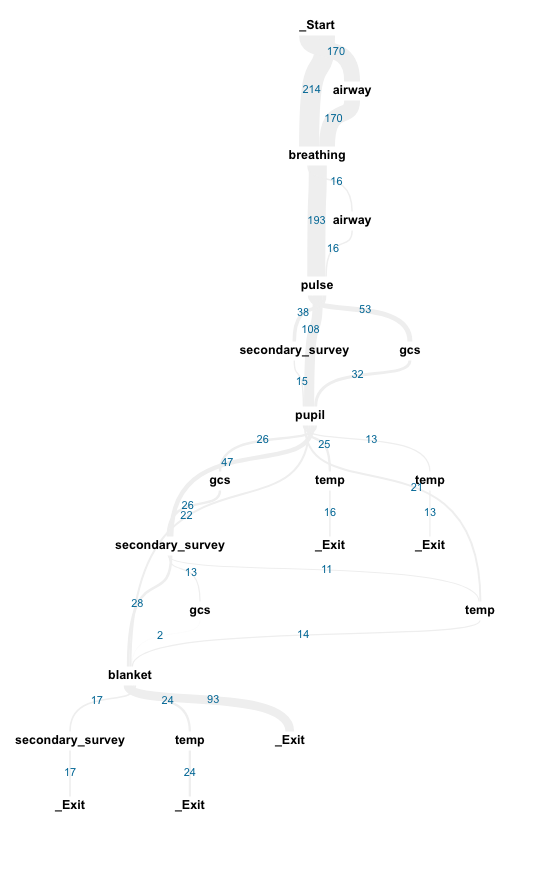 _Start
170
214 airway
170
breathing
16
193 airway
16
pulse
38 53
108
secondary_survey gcs
15 32
pupil
26 25 13
47
gcs temp temp
21
26 16 13
22
secondary_survey _Exit _Exit
13 11
28 gcs temp
2 14
blanket
17 24 93
secondary_survey temp _Exit
17 24
_Exit _Exit